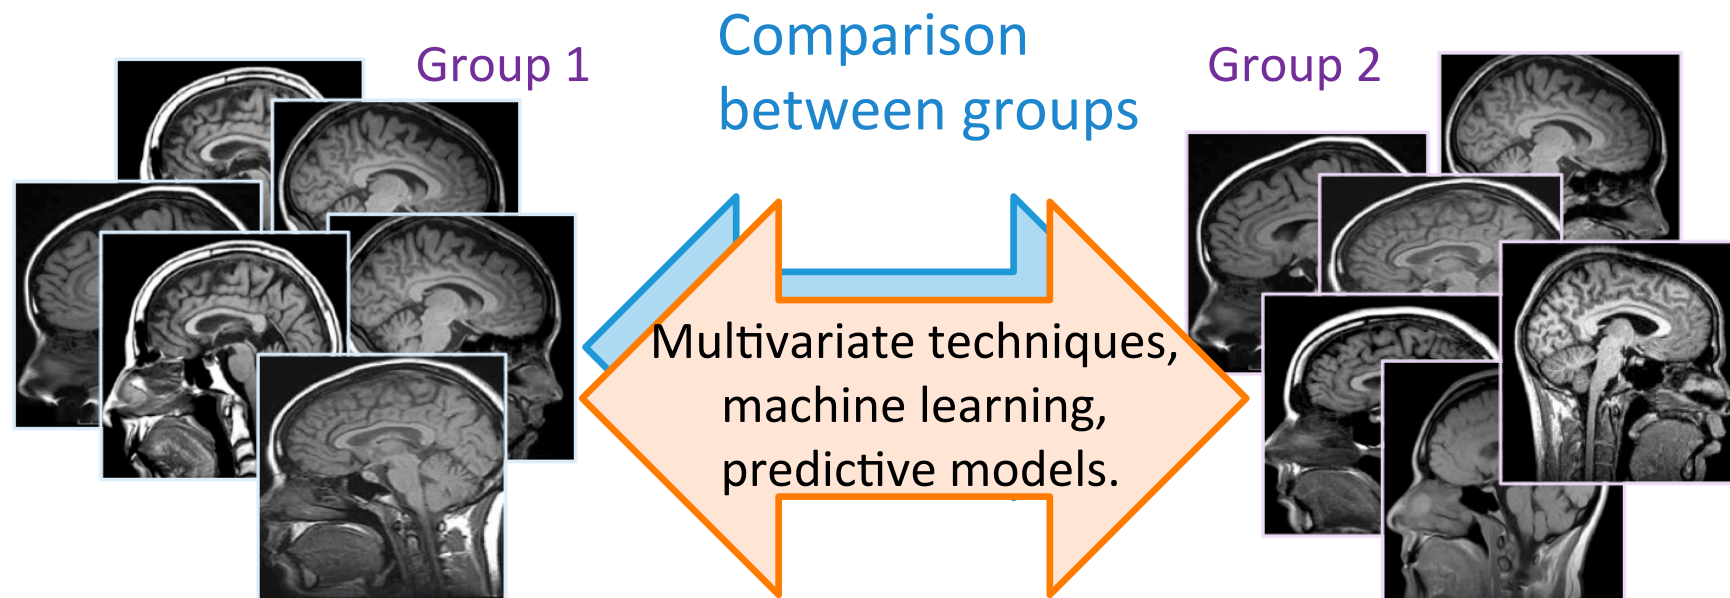 Group 1
Comparison
between groups
Group 2
Multivariate techniques,
machine learning,
predictive models.